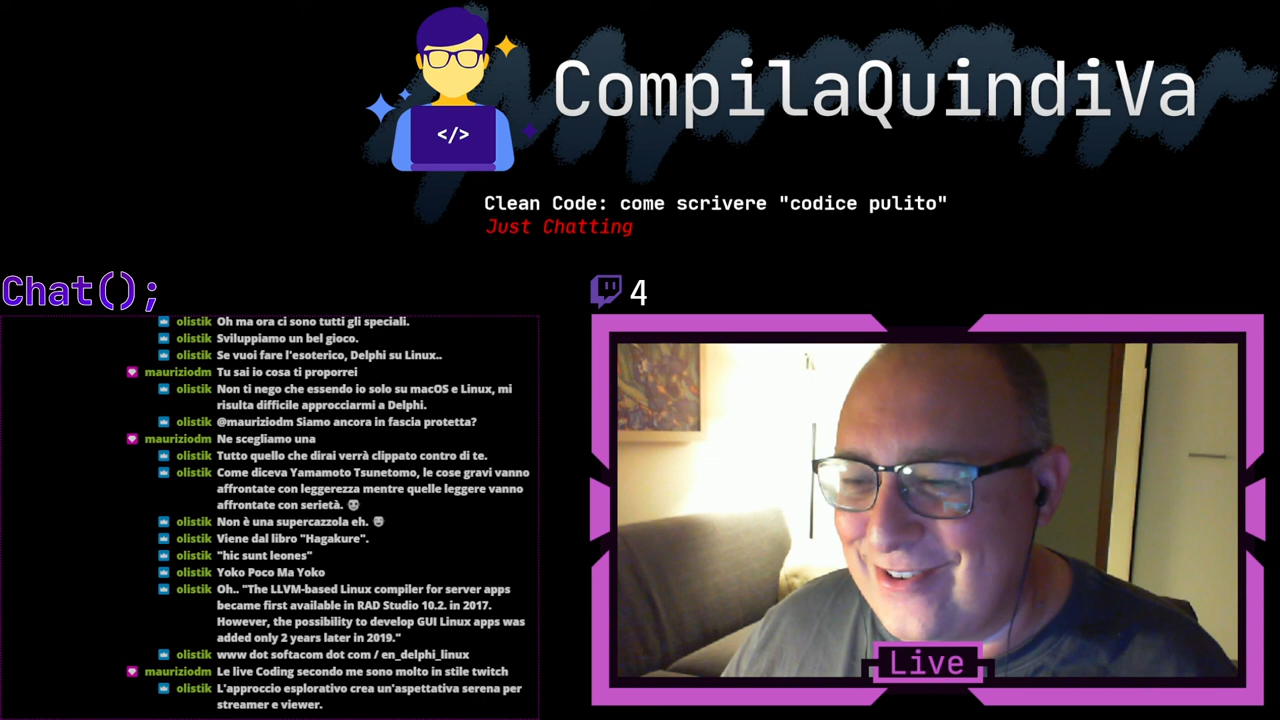 </>
CompilaQuindiVa
Clean Code: come scrivere "codice pulito"
Just Chatting
Chat();
4
olistik Oh ma ora ci sono tutti gli speciali.
olistik Sviluppiamo un bel gioco.
olistik Se vuoi fare l'esoterico, Delphi su Linux..
mauriziodm Tu sai io cosa ti proporrei
olistik Non ti nego che essendo io solo su macOS e Linux, mi
risulta difficile approcciarmi a Delphi.
olistik @mauriziodm Siamo ancora in fascia protetta?
mauriziodm Ne scegliamo una
olistik Tutto quello che dirai verrà clippato contro di te.
olistik Come diceva Yamamoto Tsunetomo, le cose gravi vanno
affrontate con leggerezza mentre quelle leggere vanno
affrontate con serietà.
olistik Non è una supercazzola eh.
olistik Viene dal libro "Hagakure".
olistik "hic sunt leones"
olistik Yoko Poco Ma Yoko
olistik Oh.. "The LLVM-based Linux compiler for server apps
became first available in RAD Studio 10.2. in 2017.
However, the possibility to develop GUI Linux apps was
added only 2 years later in 2019."
olistik www dot softacom dot com / en_delphi_linux
mauriziodm Le live Coding secondo me sono molto in stile twitch
olistik L'approccio esplorativo crea un'aspettativa serena per
streamer e viewer.
Live